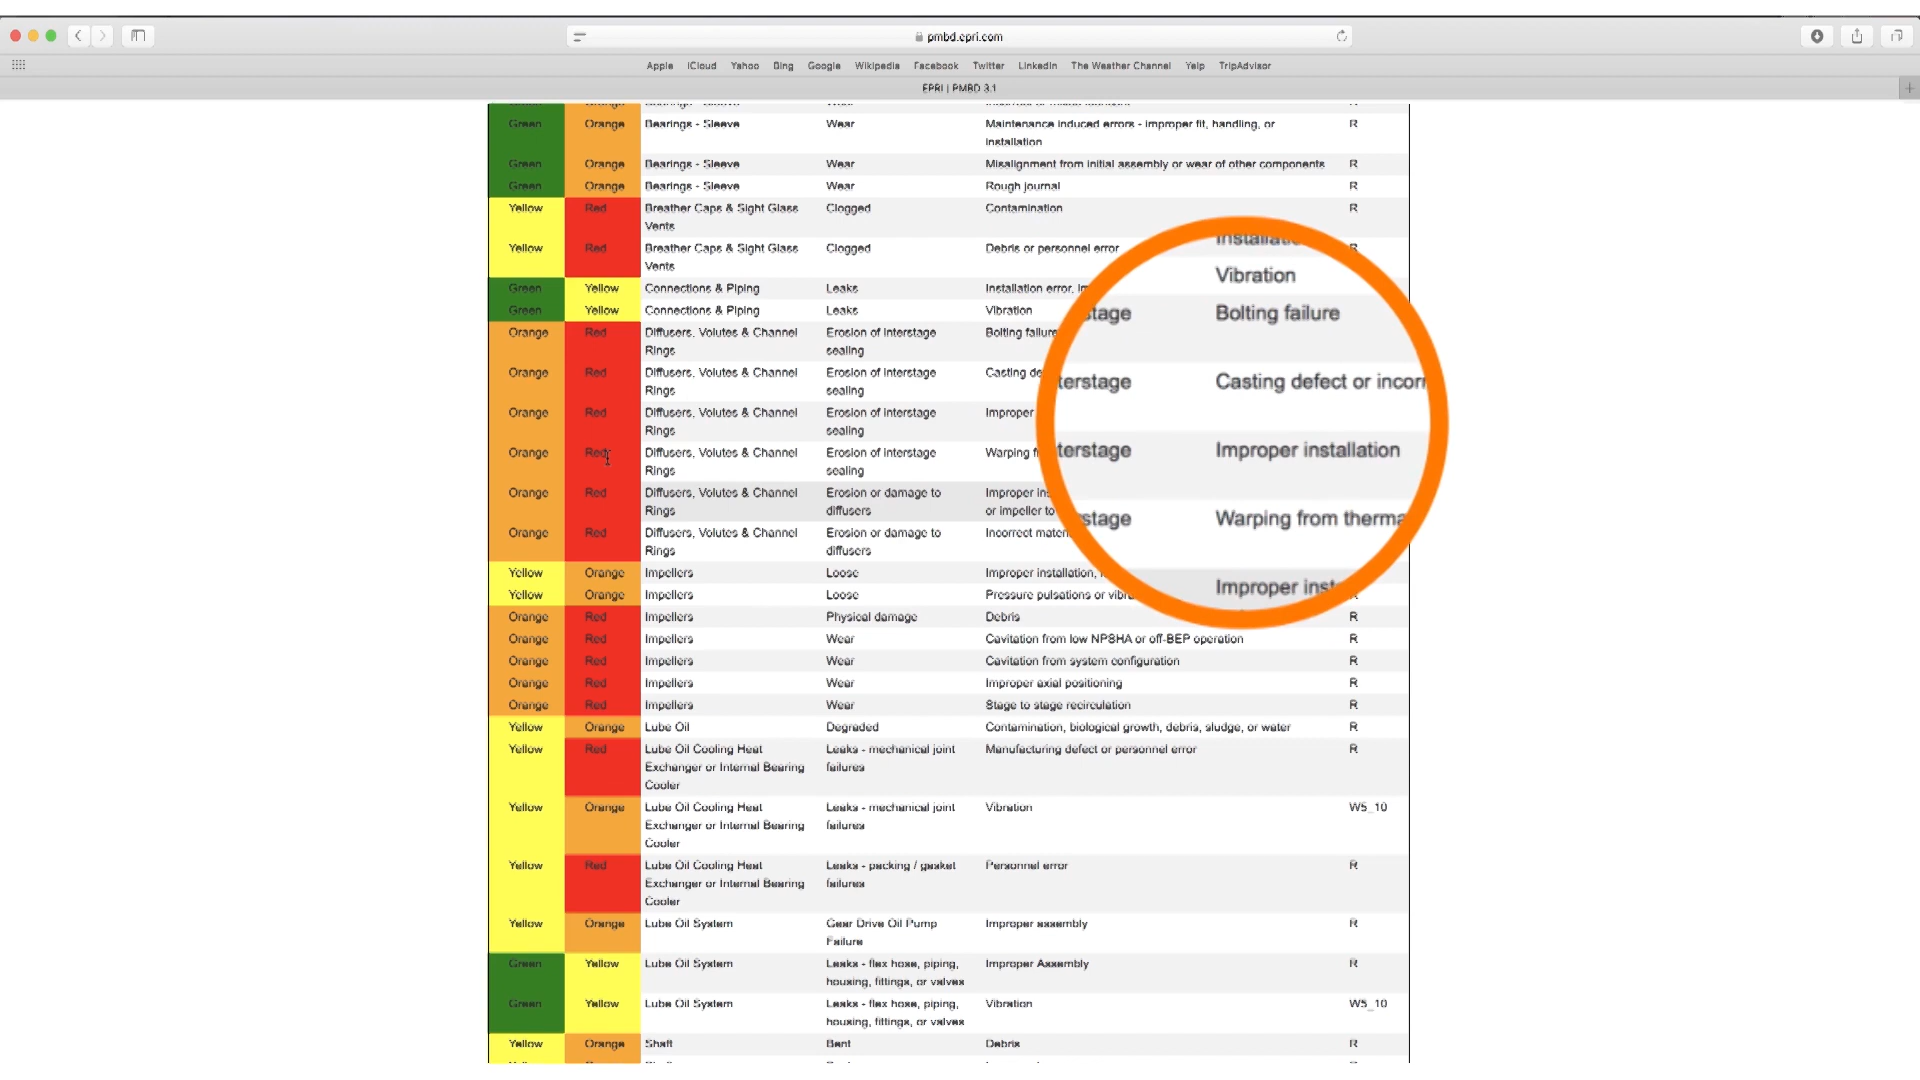 pmbd.epri.com
Apple iCloud Yahoo Bing Google Wikipedia Facebook Twitter LinkedIn The Weather Channel Yelp TripAdvisor
EPRI | PMBD 3.1
Green Orange Bearings - Sleeve Wear Maintenance induced errors - improper fit, handling, or R
installation
Green Orange Bearings - Sleeve Wear Misalignment from initial assembly or wear of other components R
Green Orange Bearings - Sleeve Wear Rough journal R
Yellow Red Breather Caps & Sight Glass Clogged Contamination R
Vents
Yellow Red Breather Caps & Sight Glass Clogged Debris or personnel error R
Vents
Green Yellow Connections & Piping Leaks Installation error,
Green Yellow Connections & Piping Leaks Vibration
Orange Red Diffusers, Volutes & Channel Erosion of interstage Bolting failure
Rings sealing
Orange Red Diffusers, Volutes & Channel Erosion of interstage Casting
Rings sealing
Orange Red Diffusers, Volutes & Channel Erosion of interstage Improper
Rings sealing
Orange Red Diffusers, Volutes & Channel Erosion of interstage Warping
Rings sealing
Orange Red Diffusers, Volutes & Channel Erosion or damage to Improper
Rings diffusers or impeller to
Orange Red Diffusers, Volutes & Channel Erosion or damage to Incorrect
Rings diffusers
Yellow Orange Impellers Loose Improper installation,
Yellow Orange Impellers Loose Pressure pulsations or
Orange Red Impellers Physical damage Debris R
Orange Red Impellers Wear Cavitation from low NPSHA or off-BEP operation R
Orange Red Impellers Wear Cavitation from system configuration R
Orange Red Impellers Wear Improper axial positioning R
Orange Red Impellers Wear Stage to stage recirculation R
Yellow Orange Lube Oil Degraded Contamination, biological growth, debris, sludge, or water R
Yellow Red Lube Oil Cooling Heat Leaks - mechanical joint Manufacturing defect or personnel error R
Exchanger or Internal Bearing failures
Cooler
Yellow Orange Lube Oil Cooling Heat Leaks - mechanical joint Vibration W5_10
Exchanger or Internal Bearing failures
Cooler
Yellow Red Lube Oil Cooling Heat Leaks - packing / gasket Personnel error R
Exchanger or Internal Bearing failures
Cooler
Yellow Orange Lube Oil System Gear Drive Oil Pump Improper assembly R
Failure
Green Yellow Lube Oil System Leaks - flex hose, piping, Improper Assembly R
housing, fittings, or valves
Green Yellow Lube Oil System Leaks - flex hose, piping, Vibration W5_10
housing, fittings, or valves
Yellow Orange Shaft Bent Debris R
Vibration
stage Bolting failure
terstage Casting defect or incorr
terstage Improper installation
stage Warping from therma
Improper inst